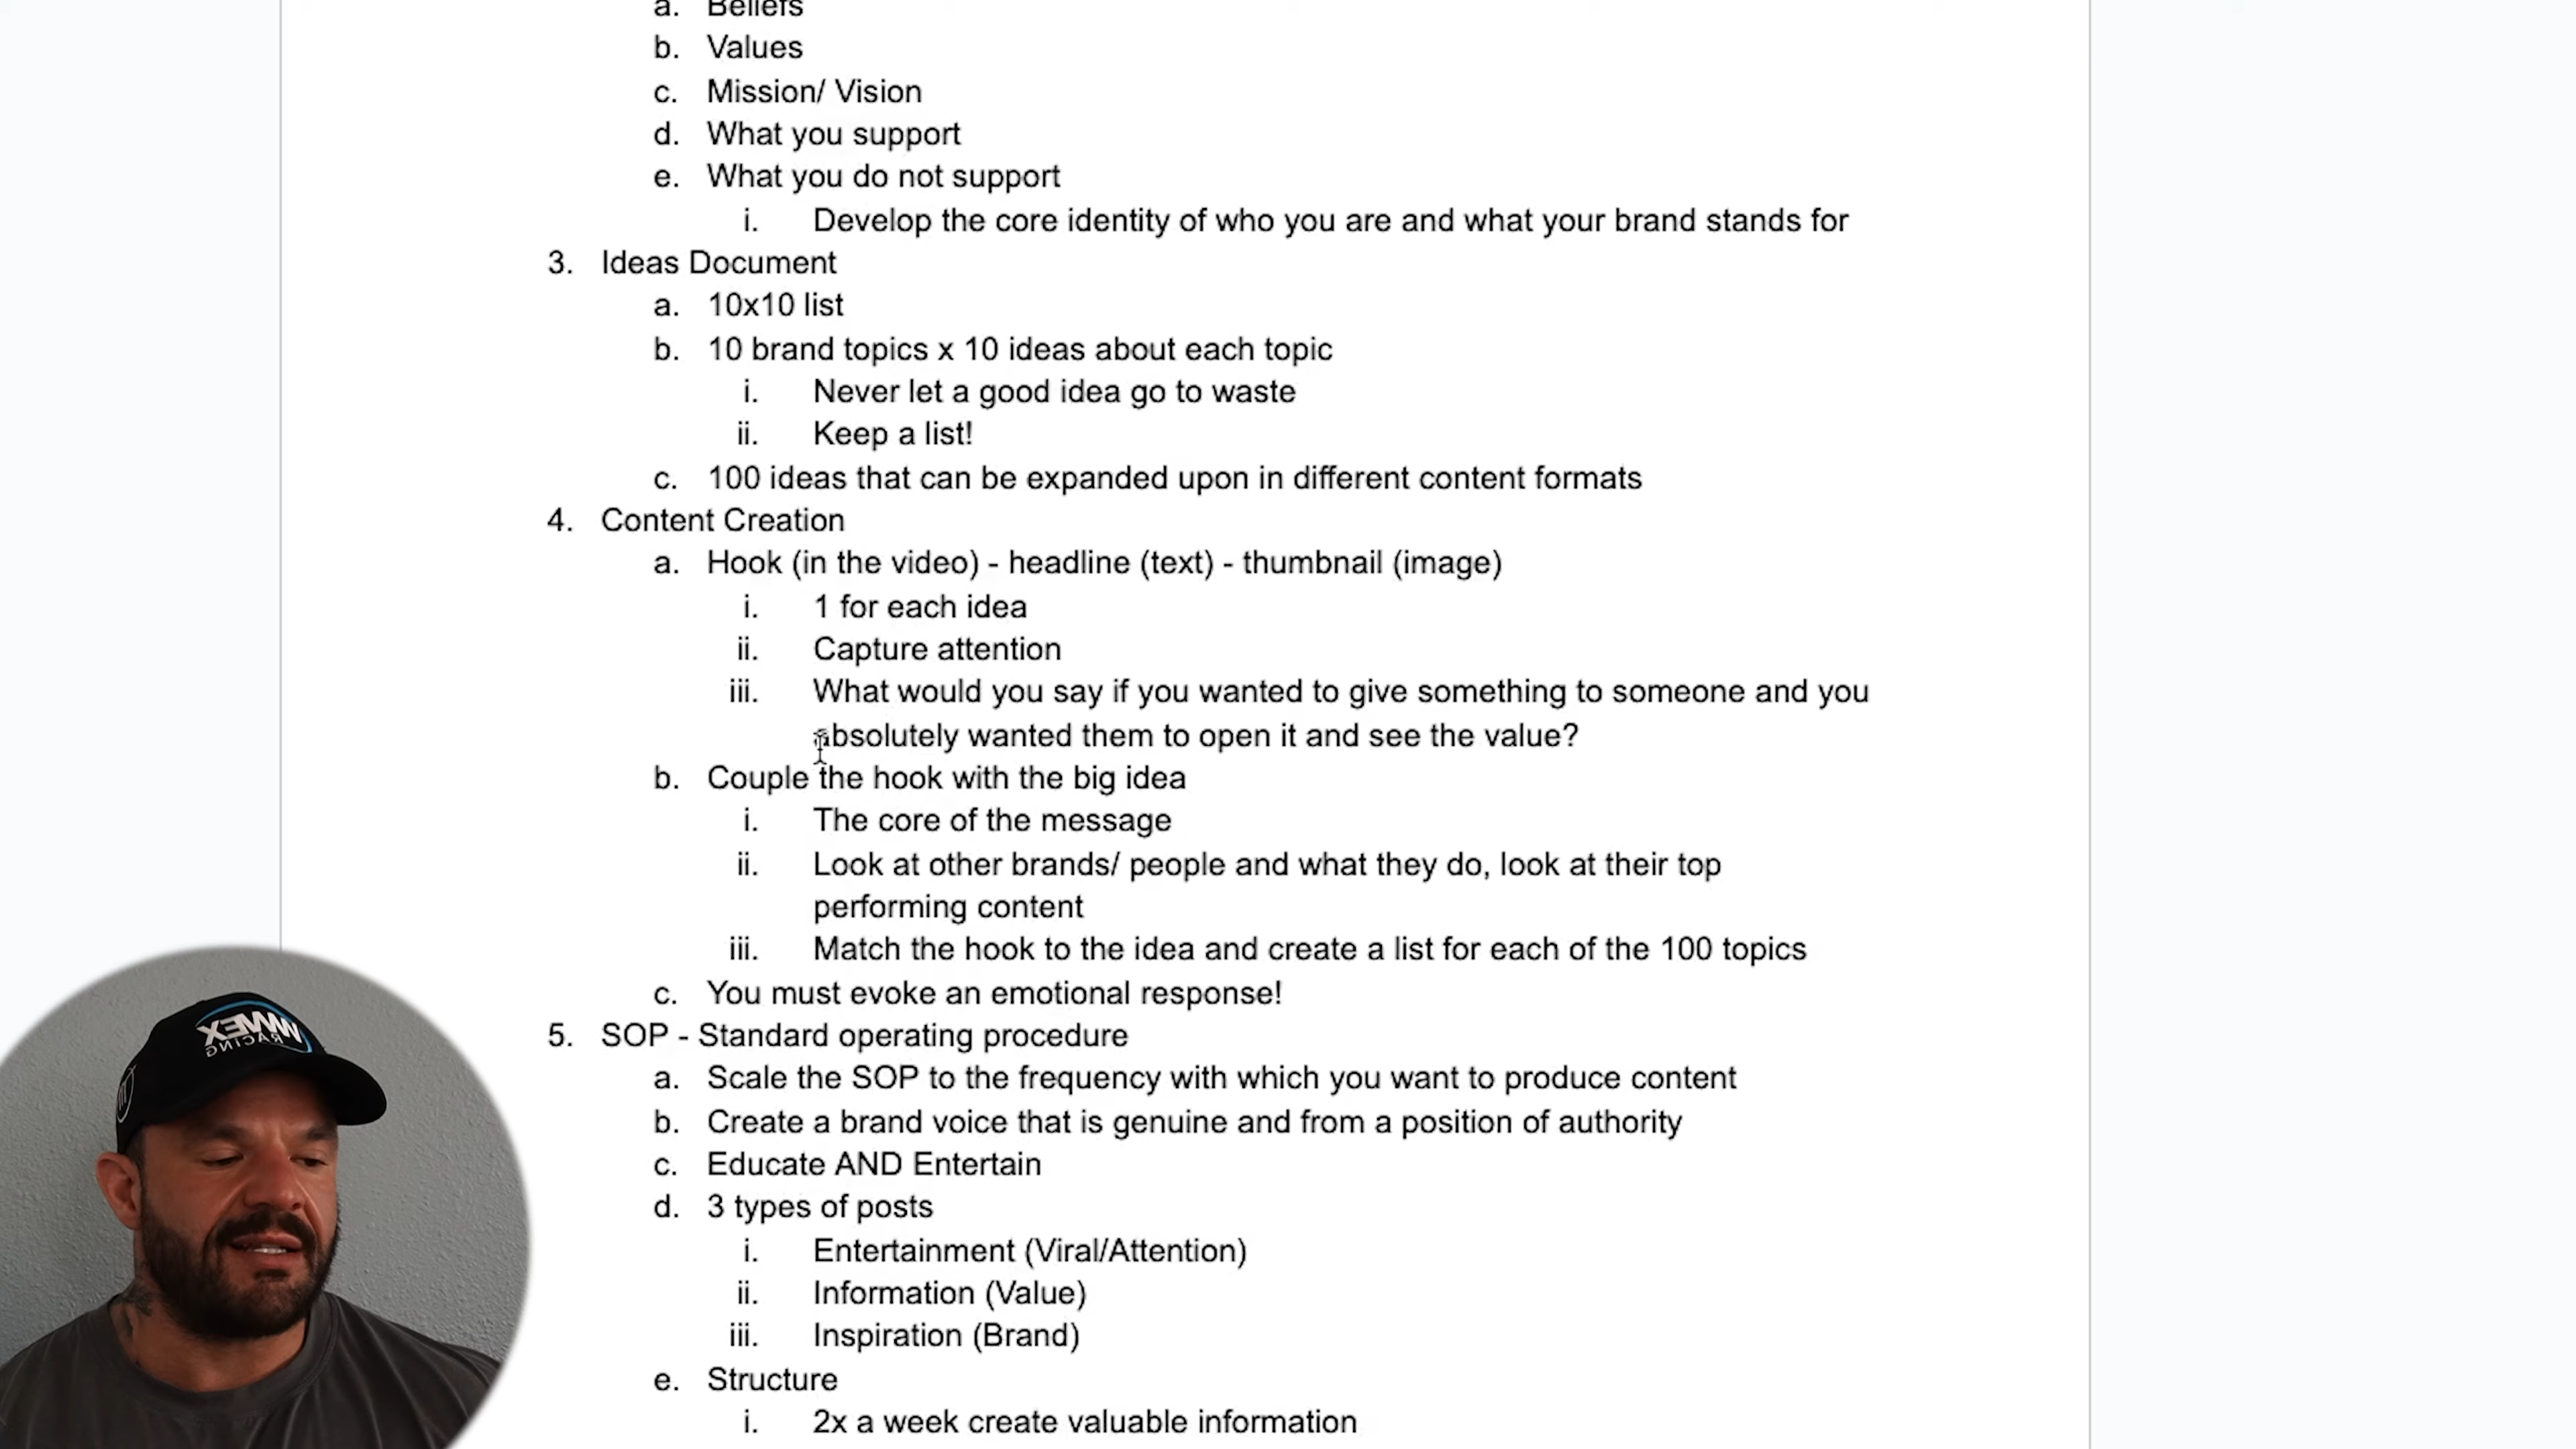 a. Beliefs
b. Values
c. Mission/ Vision
d. What you support
e. What you do not support
i. Develop the core identity of who you are and what your brand stands for
3. Ideas Document
a. 10x10 list
b. 10 brand topics x 10 ideas about each topic
i. Never let a good idea go to waste
ii. Keep a list!
c. 100 ideas that can be expanded upon in different content formats
4. Content Creation
a. Hook (in the video) - headline (text) - thumbnail (image)
i. 1 for each idea
ii. Capture attention
iii. What would you say if you wanted to give something to someone and you
absolutely wanted them to open it and see the value?
b. Couple the hook with the big idea
i. The core of the message
ii. Look at other brands/ people and what they do, look at their top
performing content
iii. Match the hook to the idea and create a list for each of the 100 topics
c. You must evoke an emotional response!
5. SOP - Standard operating procedure
a. Scale the SOP to the frequency with which you want to produce content
b. Create a brand voice that is genuine and from a position of authority
c. Educate AND Entertain
d. 3 types of posts
i. Entertainment (Viral/Attention)
ii. Information (Value)
iii. Inspiration (Brand)
e. Structure
i. 2x a week create valuable information
RACING